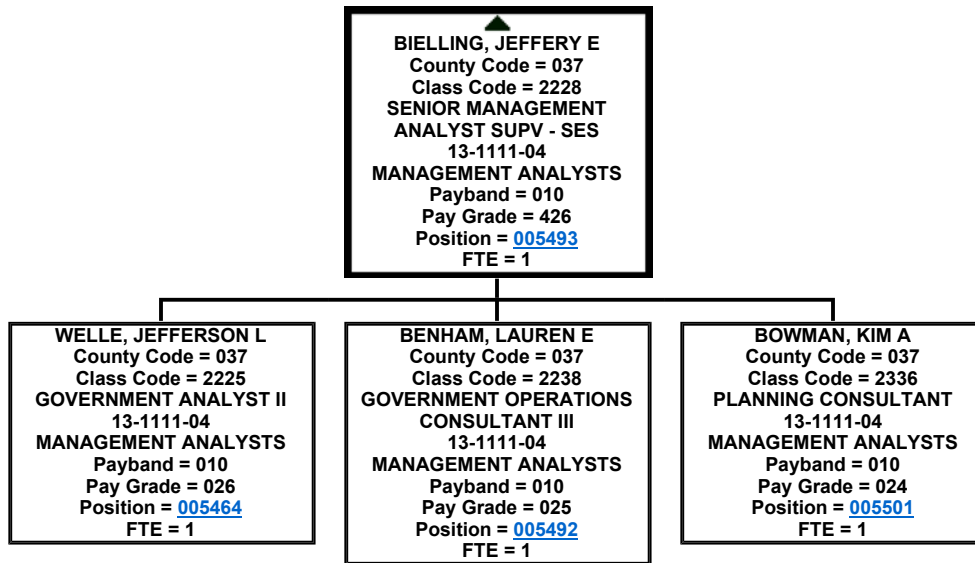 BIELLING, JEFFERY E
County Code = 037
Class Code = 2228
SENIOR MANAGEMENT
ANALYST SUPV - SES
13-1111-04
MANAGEMENT ANALYSTS
Payband = 010
Pay Grade = 426
Position = 005493
FTE = 1
WELLE, JEFFERSON L
County Code = 037
Class Code = 2225
GOVERNMENT ANALYST II
13-1111-04
MANAGEMENT ANALYSTS
Payband = 010
Pay Grade = 026
Position = 005464
FTE = 1
BENHAM, LAUREN E
County Code = 037
Class Code = 2238
GOVERNMENT OPERATIONS
CONSULTANT III
13-1111-04
MANAGEMENT ANALYSTS
Payband = 010
Pay Grade = 025
Position = 005492
FTE = 1
BOWMAN, KIM A
County Code = 037
Class Code = 2336
PLANNING CONSULTANT
13-1111-04
MANAGEMENT ANALYSTS
Payband = 010
Pay Grade = 024
Position = 005501
FTE = 1